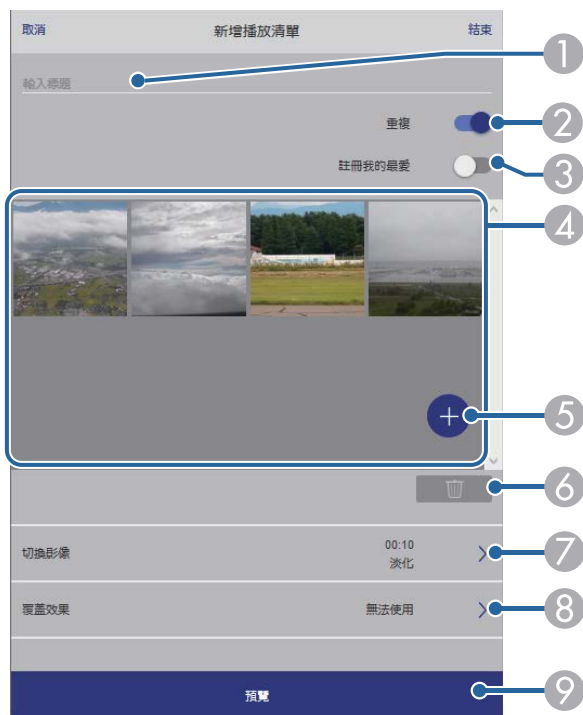 取消 新增播放清單 結束
1
輸入標題
重複 2
註冊我的最愛 3
4
5
6
切換影像 00:10 7
淡化
覆蓋效果 無法使用 8
預覽 9